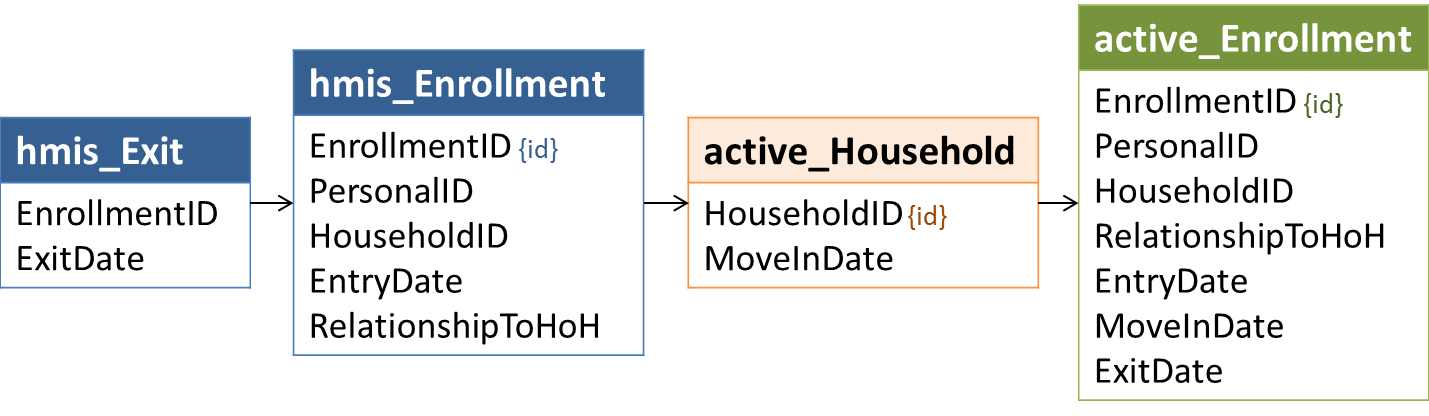 hmis_Exit
EnrollmentID
ExitDate
hmis_Enrollment
EnrollmentID {id}
PersonalID
HouseholdID
EntryDate
RelationshipToHoH
active_Household
HouseholdID {id}
MoveInDate
active_Enrollment
EnrollmentID {id}
PersonalID
HouseholdID
RelationshipToHoH
EntryDate
MoveInDate
ExitDate